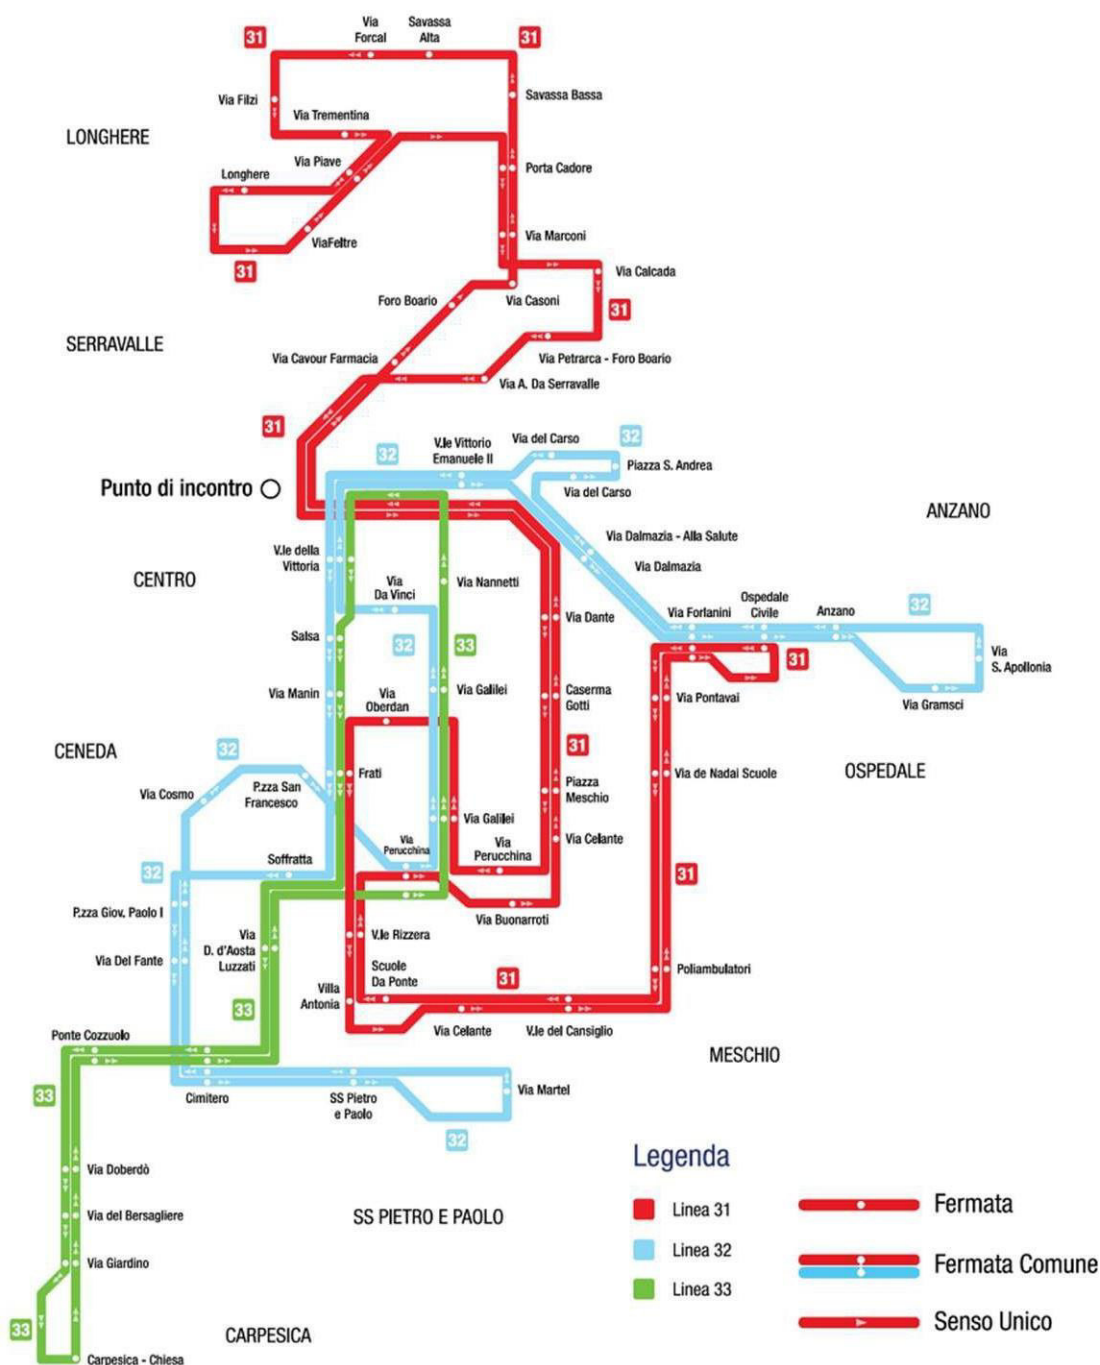 31
Via
Forcal
Savassa
Alta
31
Via Filzi
Savassa Bassa
Via Trementina
LONGHERE
Via Piave
Longhere
Porta Cadore
ViaFeltre
Via Marconi
31
Via Calcada
Foro Boario
Via Casoni
31
SERRAVALLE
Via Cavour Farmacia
Via Petrarca - Foro Boario
Via A. Da Serravalle
31
32
V.le Vittorio
Emanuele II
Via del Carso
32
Piazza S. Andrea
Punto di incontro
Via del Carso
ANZANO
Via Dalmazia - Alla Salute
V.le della
Vittoria
Via Dalmazia
CENTRO
Via
Da Vinci
Via Nannetti
Via Forlanini
Ospedale
Civile
Anzano
32
Via Dante
Salsa
32
33
31
Via
S. Apollonia
Via Manin
Via
Oberdan
Via Galilei
Caserma
Gotti
Via Pontavai
Via Gramsci
CENEDA
32
31
Via Cosmo
P.zza San
Francesco
Frati
Piazza
Meschio
Via de Nadai Scuole
OSPEDALE
Via
Perucchina
Via Galilei
Via
Perucchina
Via Celante
Soffratta
32
31
P.zza Giov. Paolo I
Via Buonarroti
Via
D. d'Aosta
Luzzati
V.le Rizzera
Via Del Fante
Scuole
Da Ponte
31
Poliambulatori
Villa
Antonia
33
Ponte Cozzuolo
Via Celante
V.le del Cansiglio
MESCHIO
33
Cimitero
SS Pietro
e Paolo
Via Martel
32
Via Doberdò
Via del Bersagliere
SS PIETRO E PAOLO
Via Giardino
33
CARPESICA
Carpesica - Chiesa
Legenda
Linea 31
Linea 32
Linea 33
Fermata
Fermata Comune
Senso Unico